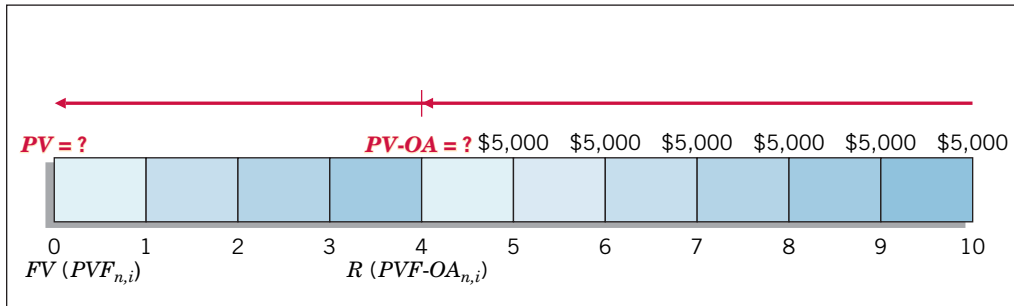 PV = ? PV-OA = ? $5,000 $5,000 $5,000 $5,000 $5,000 $5,000
0 1 2 3 4 5 6 7 8 9 10
FV (PVFn,i) R (PVF-OAn,i)